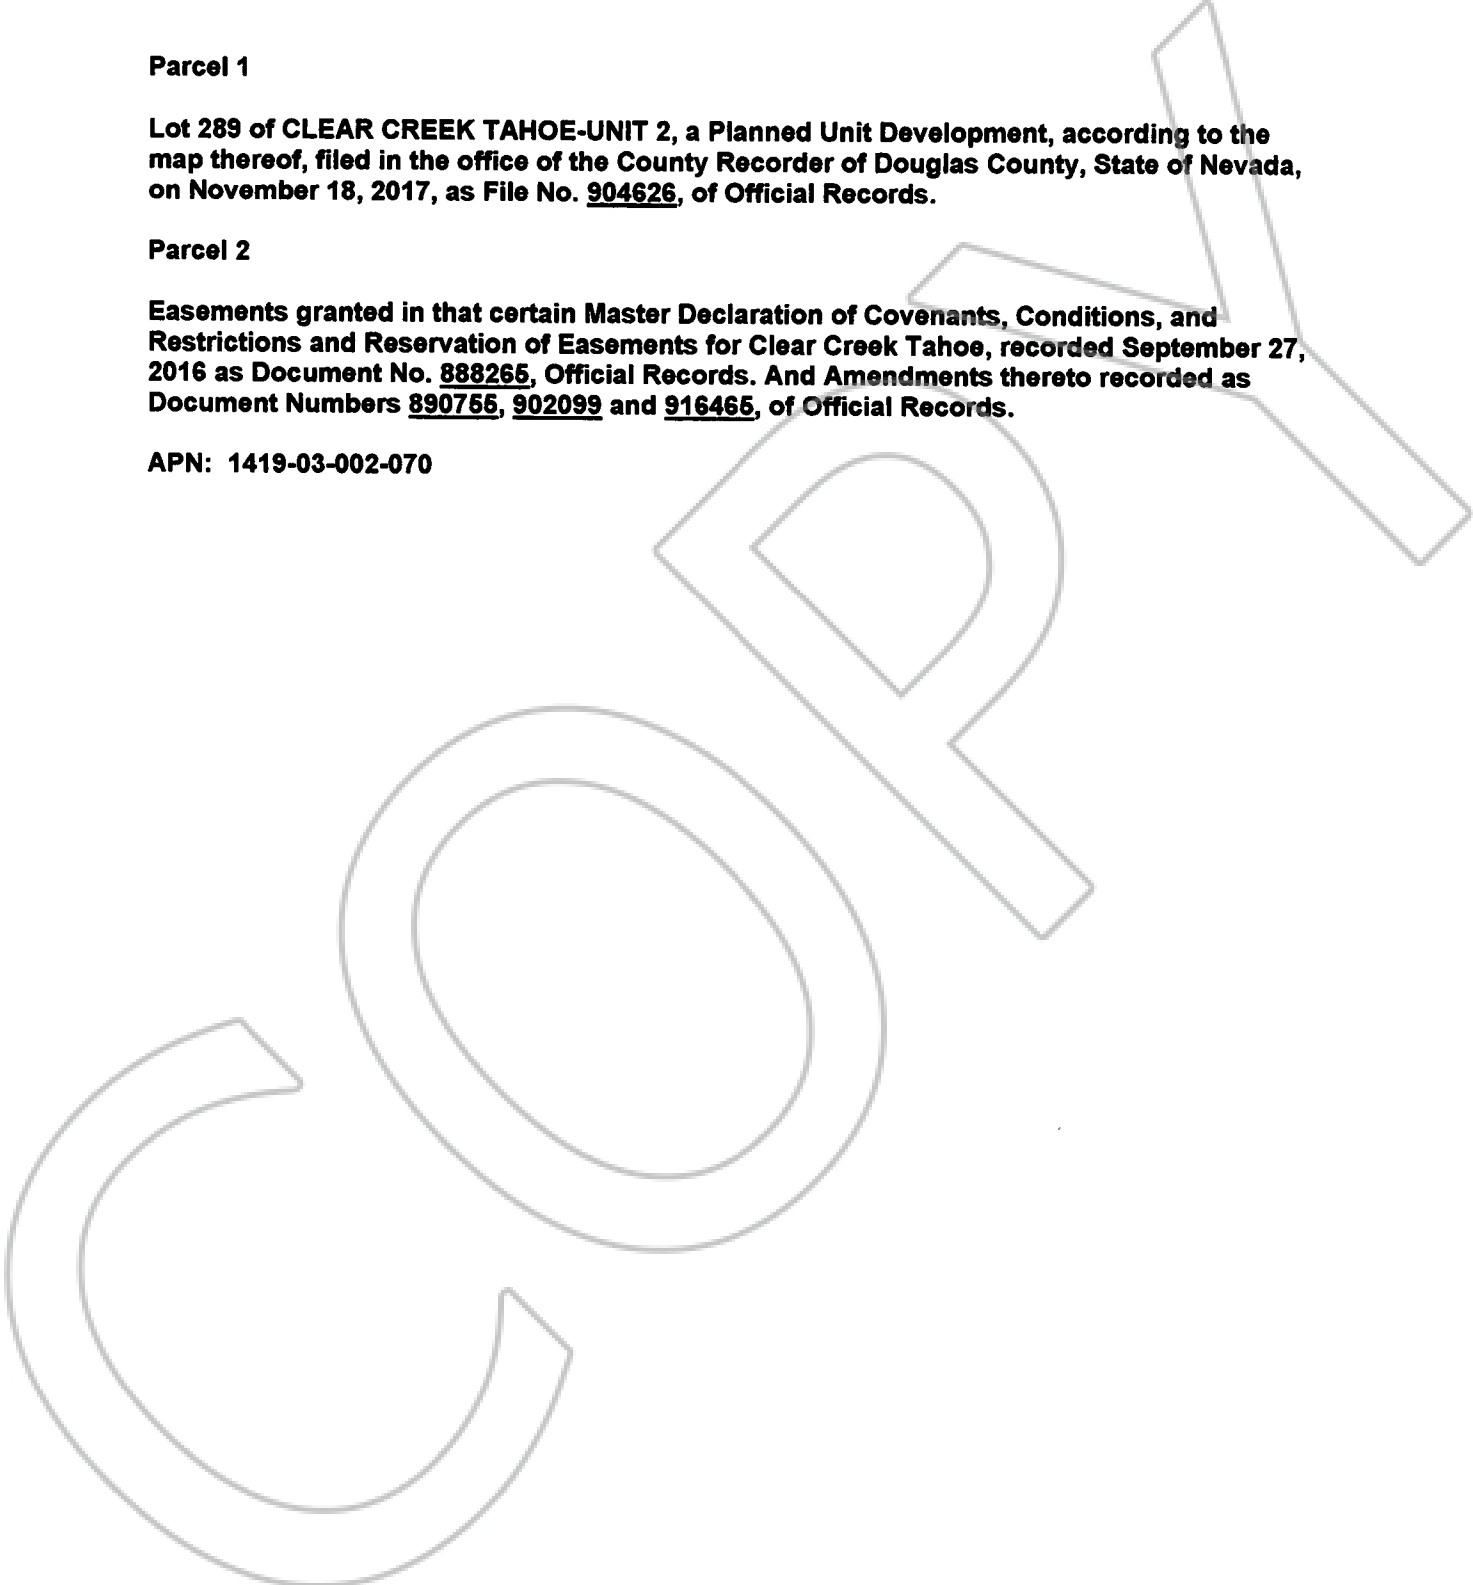 Parcel 1
Lot 289 of CLEAR CREEK TAHOE-UNIT 2, a Planned Unit Development, according to the
map thereof, filed in the office of the County Recorder of Douglas County, State of Nevada,
on November 18, 2017, as File No. 904626, of Official Records.
Parcel 2
Easements granted in that certain Master Declaration of Covenants, Conditions, and
Restrictions and Reservation of Easements for Clear Creek Tahoe, recorded September 27,
2016 as Document No. 888265, Official Records. And Amendments thereto recorded as
Document Numbers 890755, 902099 and 916465, of Official Records.
APN: 1419-03-002-070
COPY